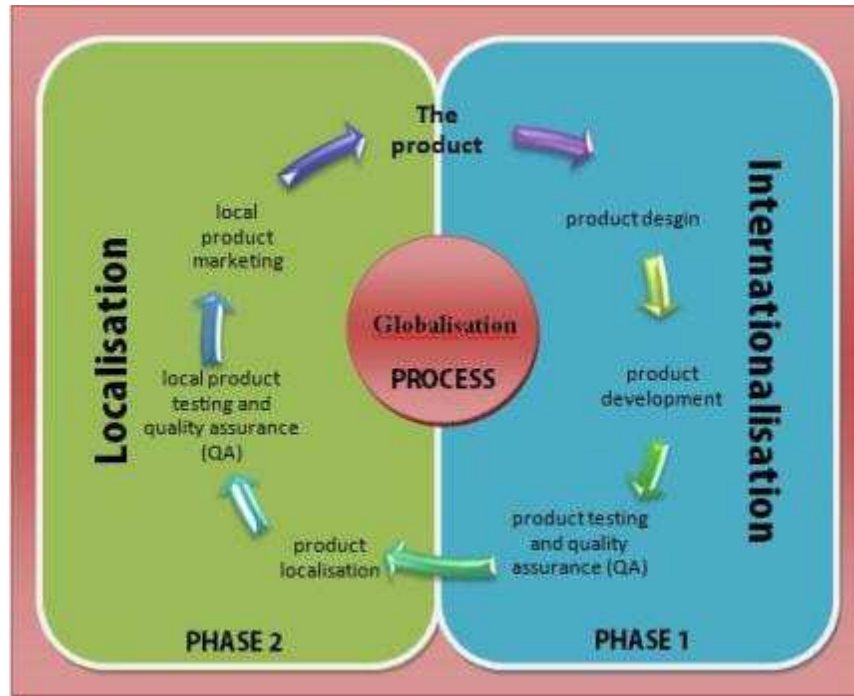 The
product
product desgin
product
development
product testing
and quality
assurance (QA)
product
localisation
local product
testing and
quality assurance
(QA)
local
product
marketing
Globalisation
PROCESS
Localisation
Internationalisation
PHASE 2
PHASE 1